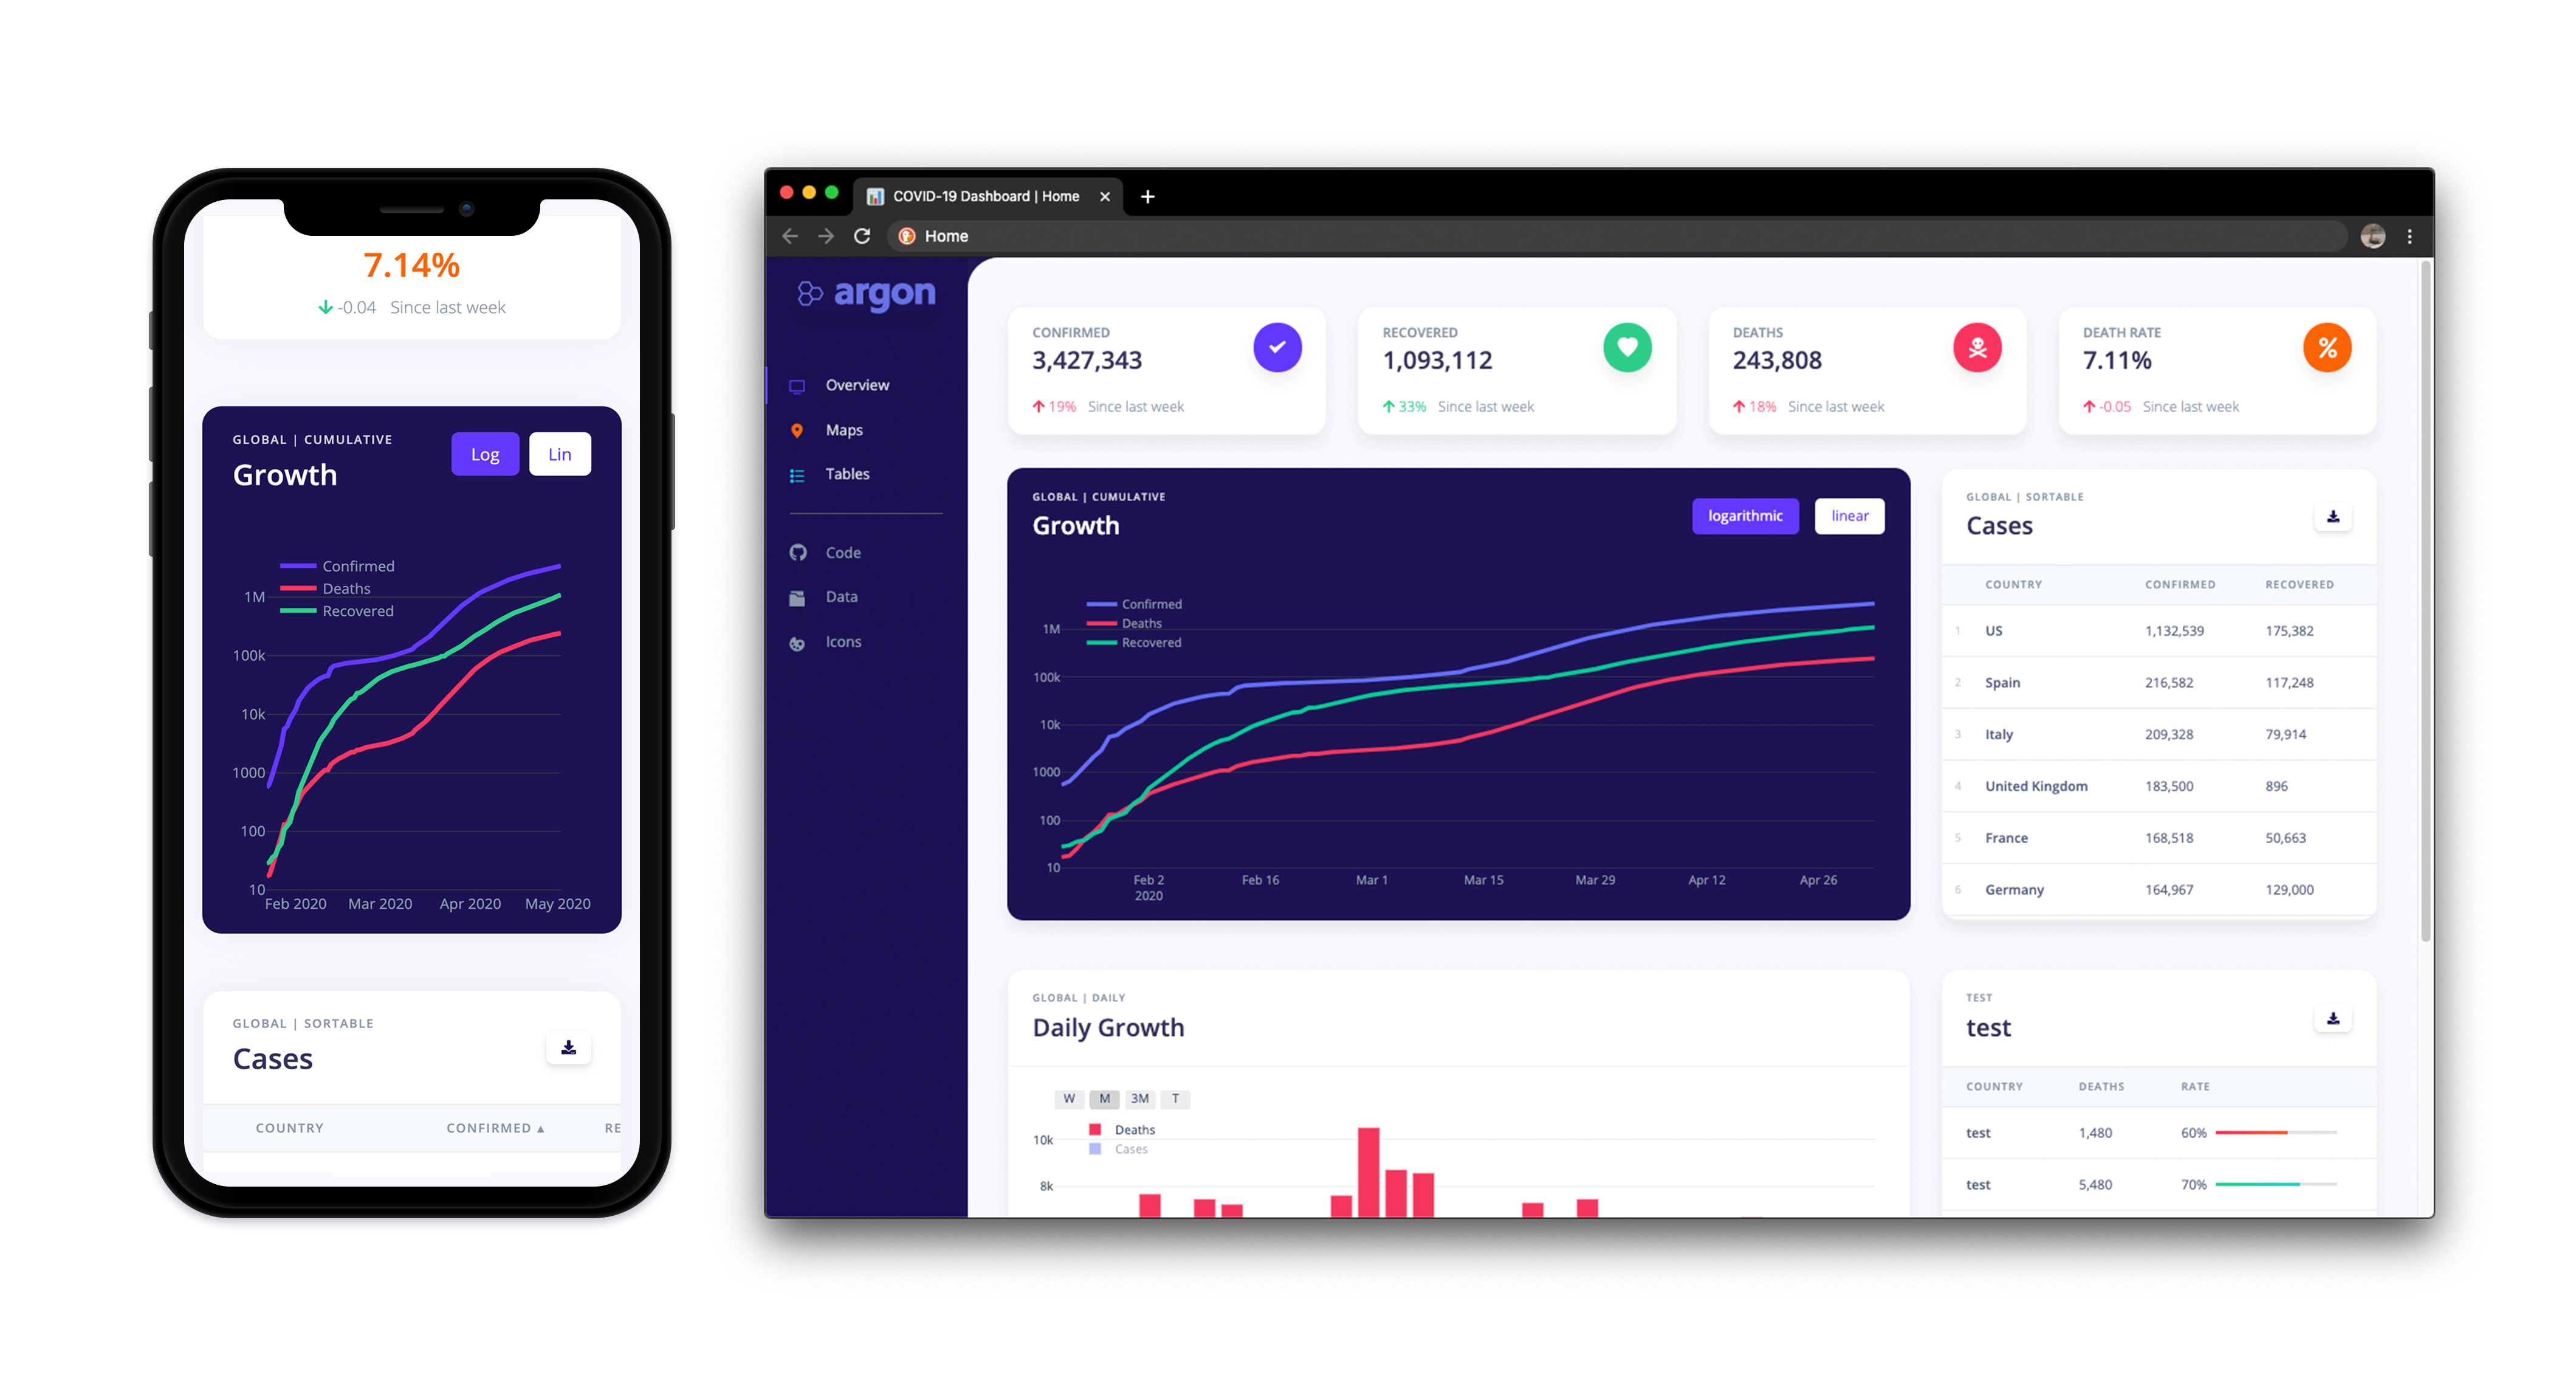 7.14%
-0.04 Since last week
GLOBAL | CUMULATIVE
Growth
Log Lin
Confirmed
Deaths
Recovered
1M
100k
10k
1000
100
10
Feb 2020 Mar 2020 Apr 2020 May 2020
GLOBAL | SORTABLE
Cases
COUNTRY CONFIRMED ▲ RE
COVID-19 Dashboard | Home
Home
argon
Overview
Maps
Tables
Code
Data
Icons
CONFIRMED
3,427,343
19% Since last week
RECOVERED
1,093,112
33% Since last week
DEATHS
243,808
18% Since last week
DEATH RATE
7.11%
-0.05 Since last week
GLOBAL | CUMULATIVE
Growth
logarithmic linear
Confirmed
Deaths
Recovered
1M
100k
10k
1000
100
10
Feb 2 Feb 16 Mar 1 Mar 15 Mar 29 Apr 12 Apr 26
2020
GLOBAL | SORTABLE
Cases
COUNTRY CONFIRMED RECOVERED
1 US 1,132,539 175,382
2 Spain 216,582 117,248
3 Italy 209,328 79,914
4 United Kingdom 183,500 896
5 France 168,518 50,663
6 Germany 164,967 129,000
GLOBAL | DAILY
Daily Growth
W M 3M T
Deaths
Cases
10k
8k
TEST
test
COUNTRY DEATHS RATE
test 1,480 60%
test 5,480 70%